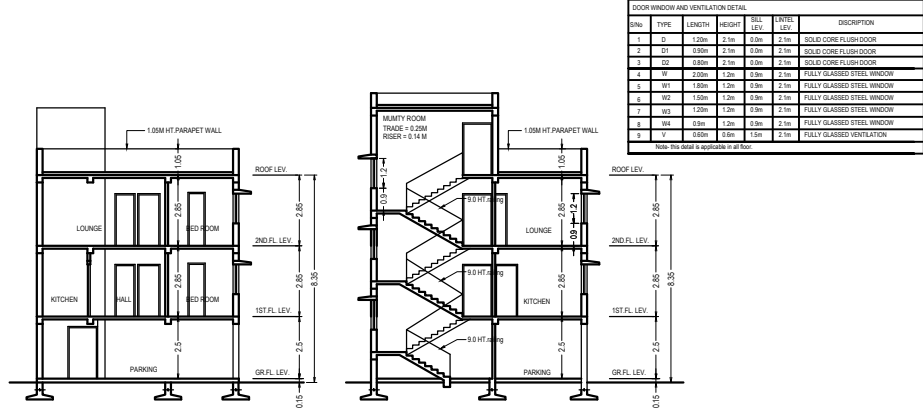 DOOR WINDOW AND VENTILATION DETAIL
S/No TYPE LENGTH HEIGHT SILL LEV. LINTEL LEV. DISCRIPTION
1 D 1.20m 2.1m 0.0m 2.1m SOLID CORE FLUSH DOOR
2 D1 0.90m 2.1m 0.0m 2.1m SOLID CORE FLUSH DOOR
3 D2 0.80m 2.1m 0.0m 2.1m SOLID CORE FLUSH DOOR
4 W 2.00m 1.2m 0.9m 2.1m FULLY GLASSED STEEL WINDOW
5 W1 1.80m 1.2m 0.9m 2.1m FULLY GLASSED STEEL WINDOW
6 W2 1.50m 1.2m 0.9m 2.1m FULLY GLASSED STEEL WINDOW
7 W3 1.20m 1.2m 0.9m 2.1m FULLY GLASSED STEEL WINDOW
8 W4 0.9m 1.2m 0.9m 2.1m FULLY GLASSED STEEL WINDOW
9 V 0.60m 0.6m 1.5m 2.1m FULLY GLASSED VENTILATION
Note- this detail is applicable in all floor.
1.05M HT.PARAPET WALL
1.05
ROOF LEV.
2.85
2.85
LOUNGE
BED ROOM
2ND.FL. LEV.
8.35
2.85
2.85
KITCHEN
HALL
BED ROOM
1ST.FL. LEV.
2.5
2.5
PARKING
GR.FL. LEV.
0.15
MUMTY ROOM
TRADE = 0.25M
RISER = 0.14 M
1.05M HT.PARAPET WALL
1.05
1.2
0.9
ROOF LEV.
9.0 HT.railing
2.85
1.2
0.9
2.85
LOUNGE
2ND.FL. LEV.
9.0 HT.railing
2.85
2.85
8.35
KITCHEN
1ST.FL. LEV.
9.0 HT.railing
2.5
2.5
PARKING
GR.FL. LEV.
0.15